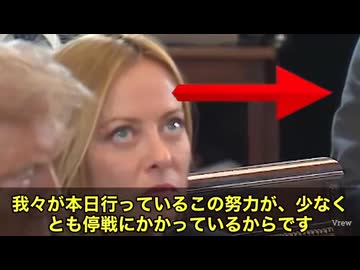 我々が本日行っているこの努力が、少なく
とも停戦にかかっているからです
Vrew